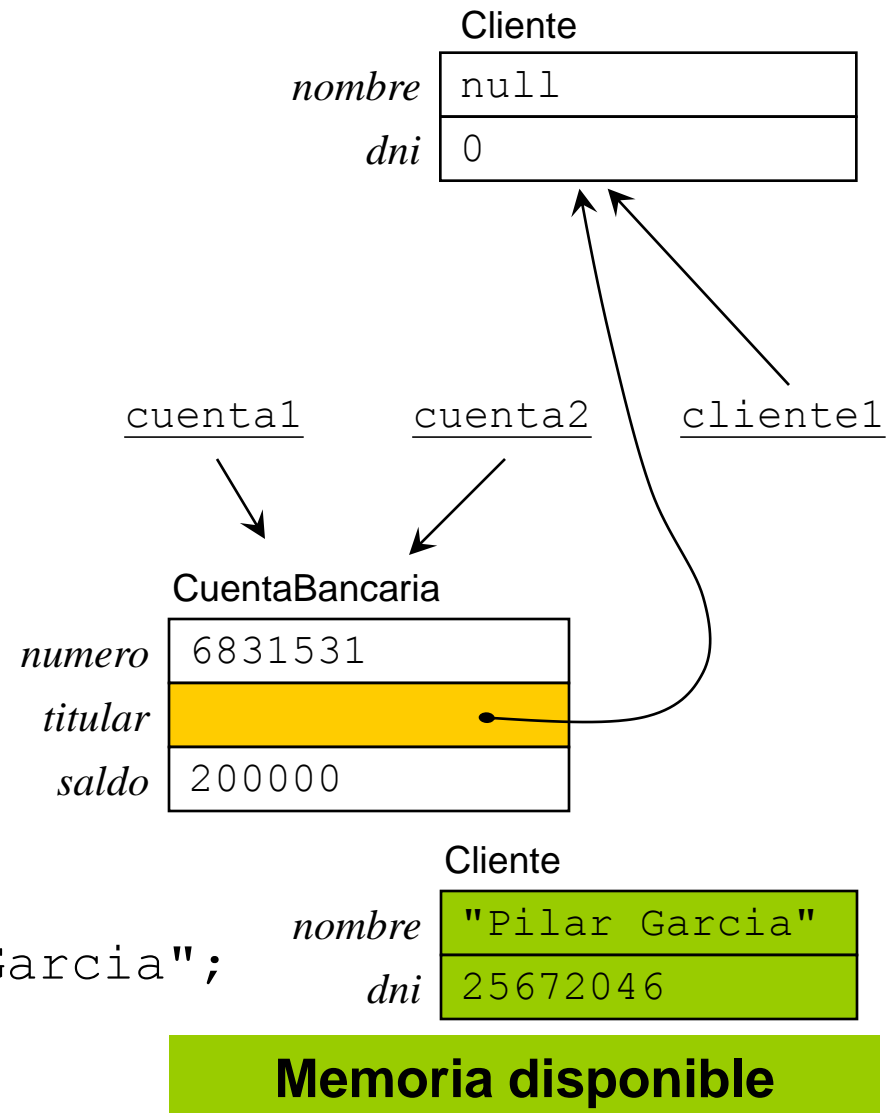 Cliente
nombre null
dni 0
cuenta1 cuenta2 cliente1
CuentaBancaria
numero 6831531
titular
saldo 200000
Cliente
nombre "Pilar Garcia"
arcia";
dni 25672046
Memoria disponible